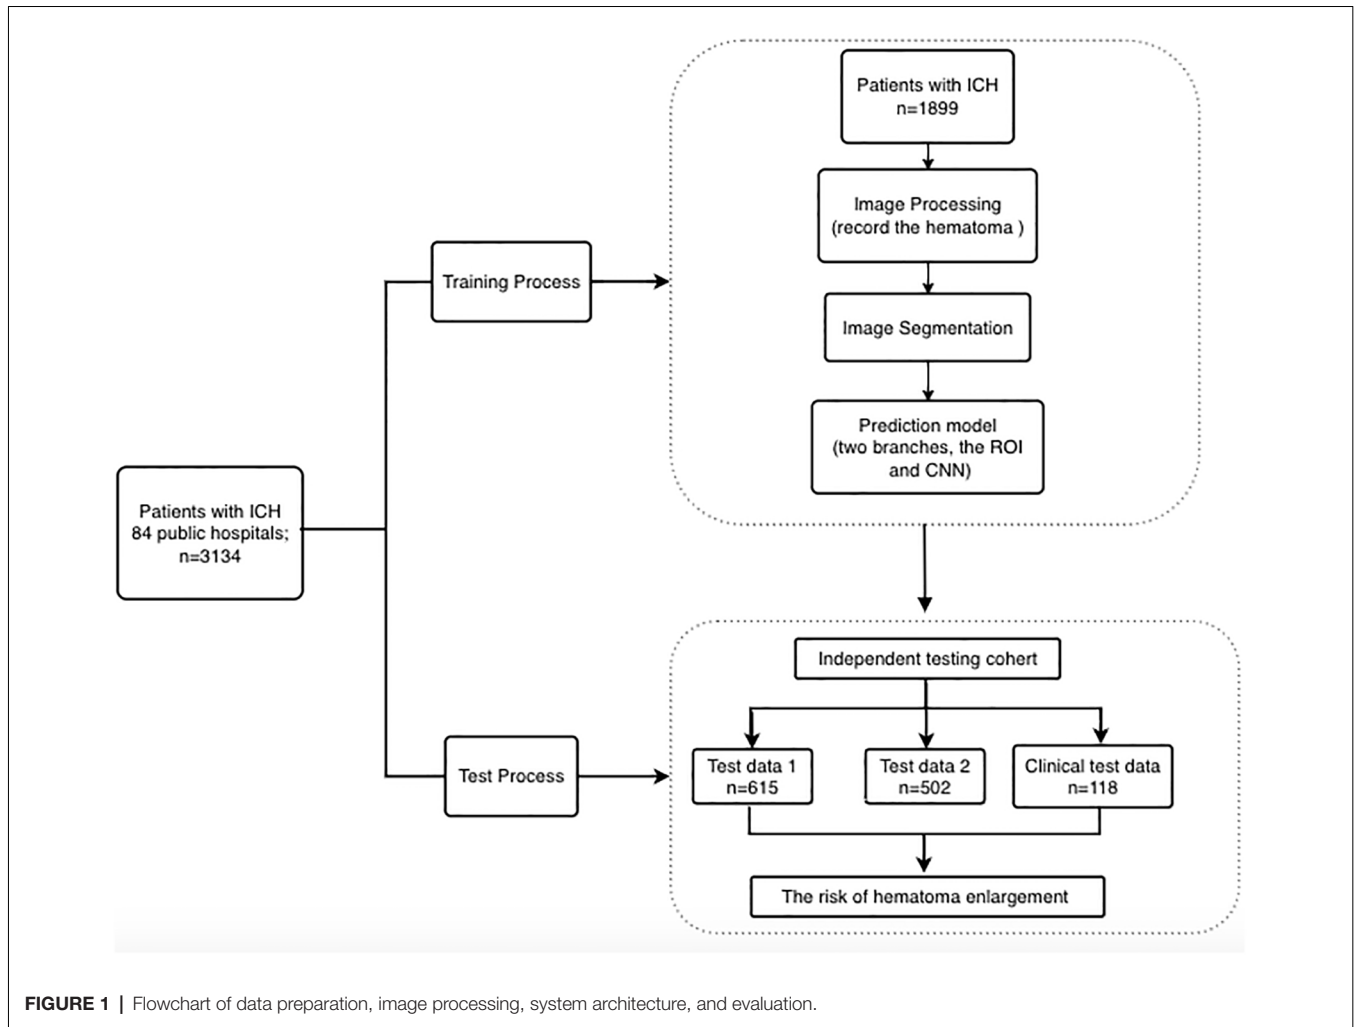 Patients with ICH
n=1899
Image Processing
(record the hematoma )
Image Segmentation
Prediction model
(two branches, the ROI
and CNN)
Training Process
Patients with ICH
84 public hospitals;
n=3134
Test Process
Independent testing cohert
Test data 1
n=615
Test data 2
n=502
Clinical test data
n=118
The risk of hematoma enlargement
FIGURE 1 | Flowchart of data preparation, image processing, system architecture, and evaluation.